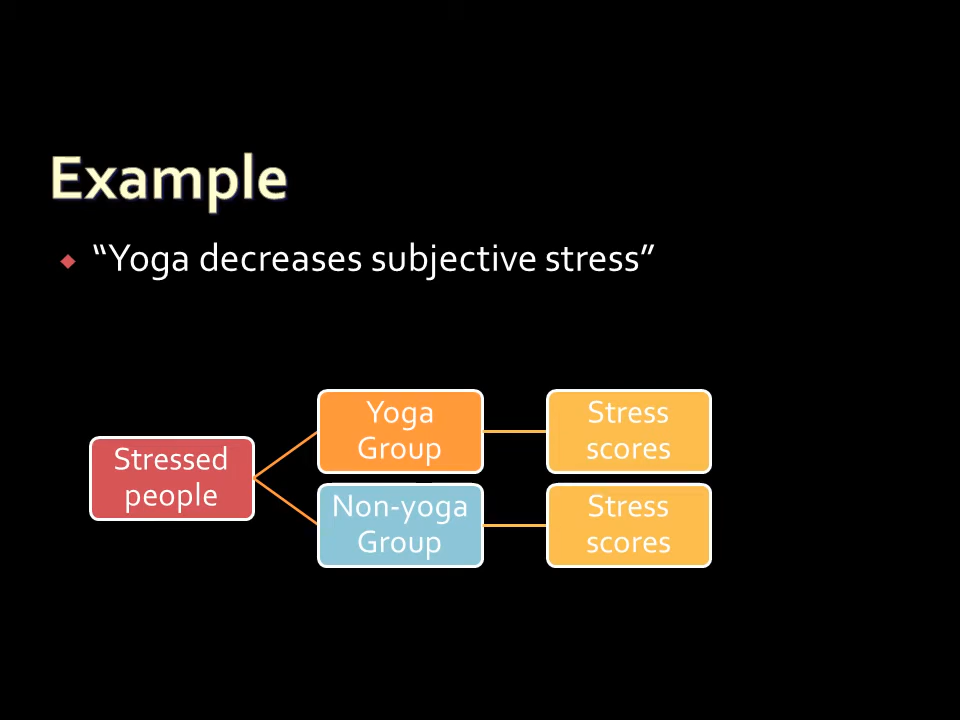 Example
“Yoga decreases subjective stress”
Stressed
people
Yoga
Group
Stress
scores
Non-yoga
Group
Stress
scores